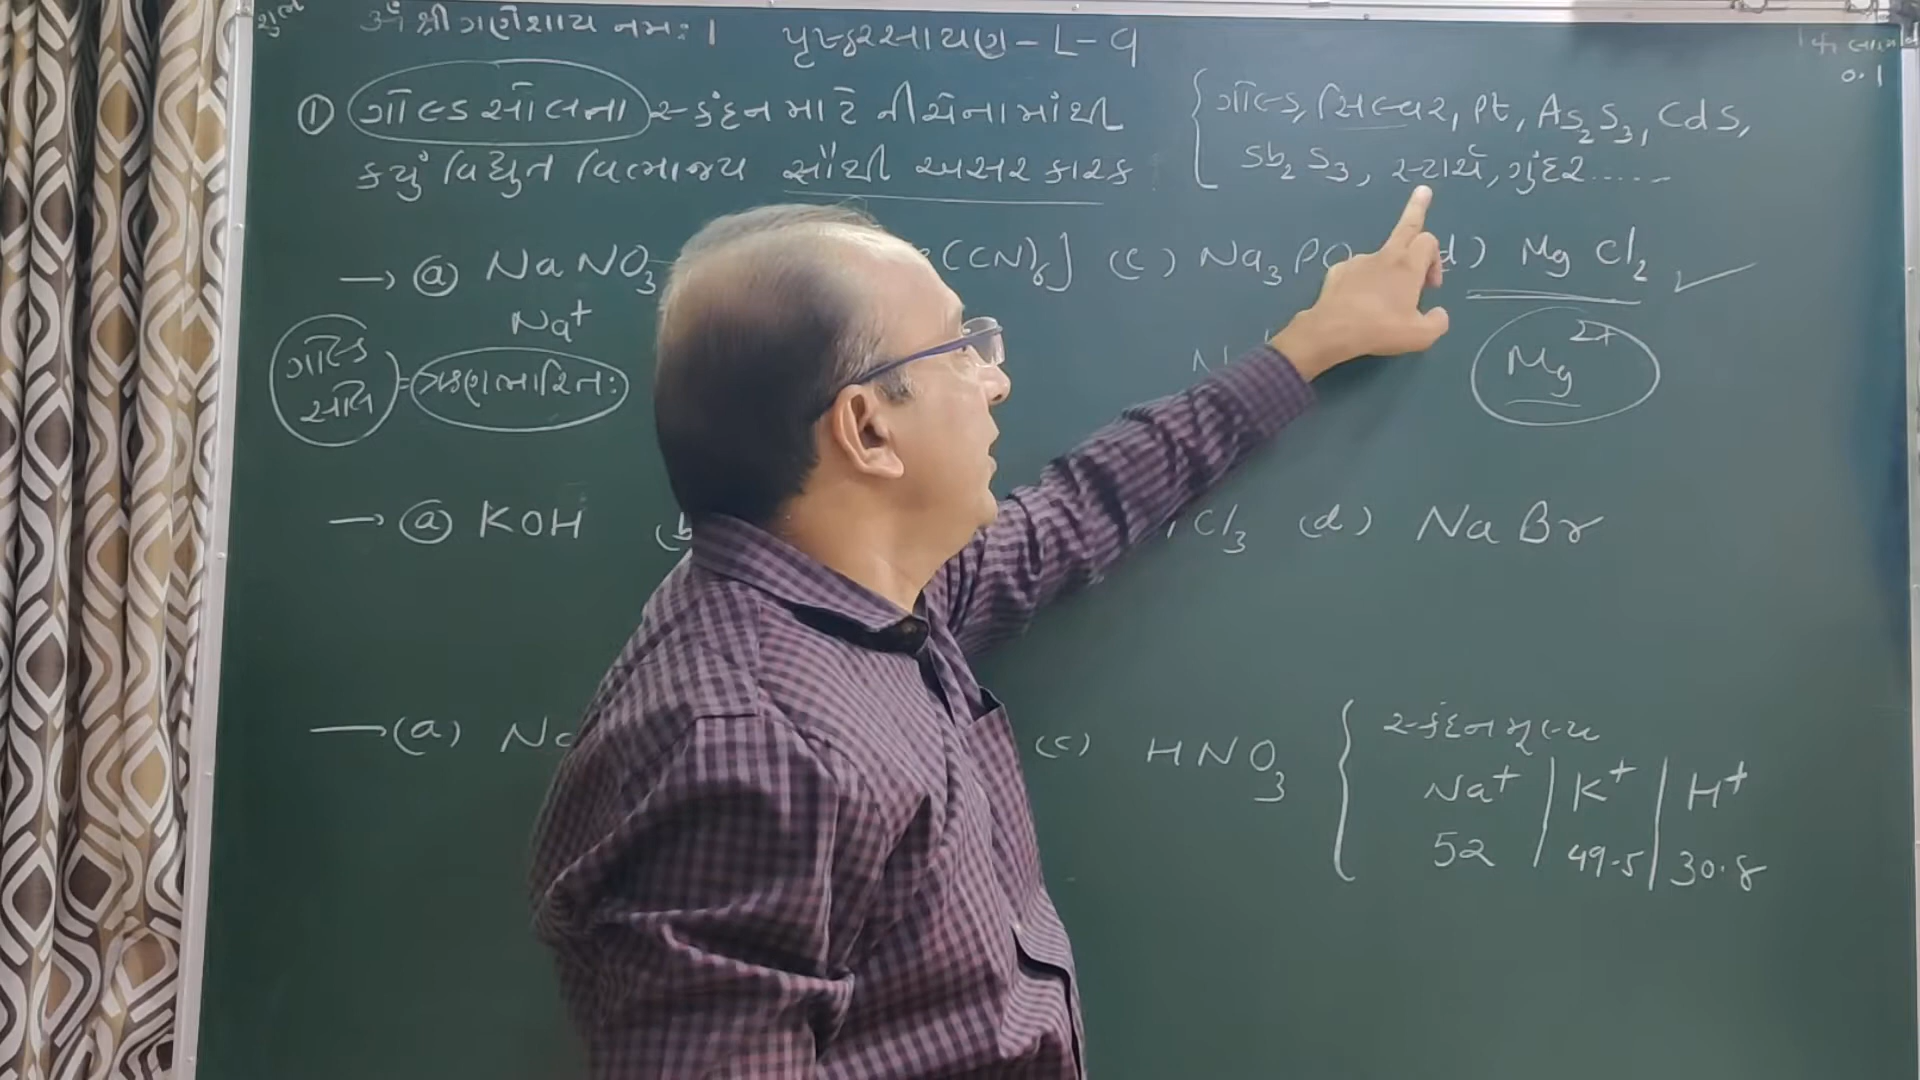 ૐ શ્રી ગણેશાય નમઃ। પૃષ્ઠરસાયણ - L - 9
① ગૉલ્ડ સૉલના સ્કંદન માટે નીચેનામાંથી
કયું વિદ્યુત વિભાજ્ય સૌથી અસરકારક
{ ગૉલ્ડ, સિલ્વર, Pt, As2S3, CdS,
Sb2S3, સ્ટાર્ચ, ગુંદર.....
→ ⓐ NaNO3 (CN)6] (c) Na3PO d) MgCl2 ✓
Na+ Mg2+
ગૉલ્ડ સૉલ = ઋણભારિત :
→ ⓐ KOH (b Cl3 (d) NaBr
—(a) Na (c) HNO3
{ સ્કંદન મૂલ્ય
Na+ | K+ | H+
52 | 49.5 | 30.8
0.1